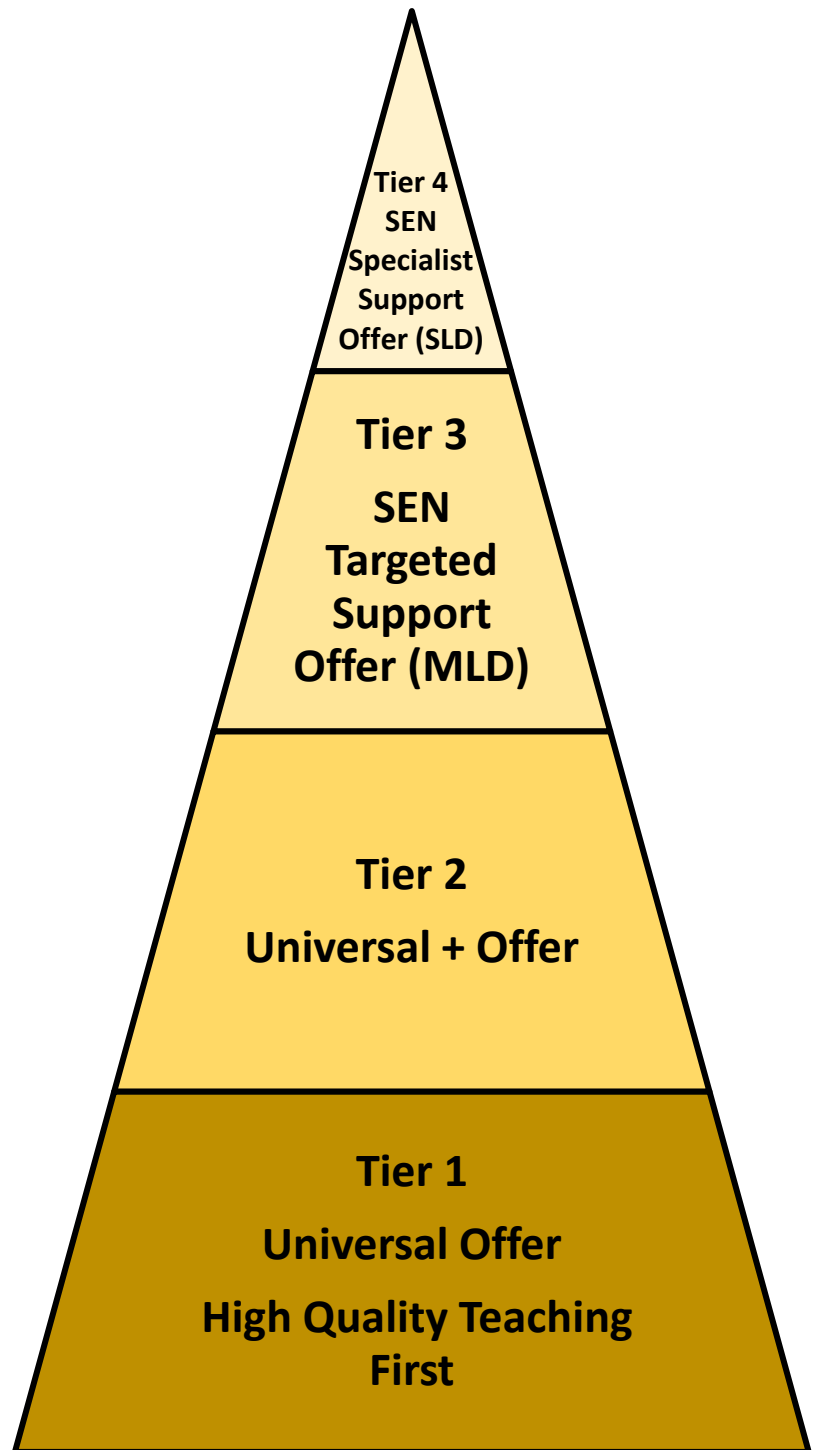 Tier 4
SEN
Specialist
Support
Offer (SLD)
Tier 3
SEN
Targeted
Support
Offer (MLD)
Tier 2
Universal + Offer
Tier 1
Universal Offer
High Quality Teaching
First